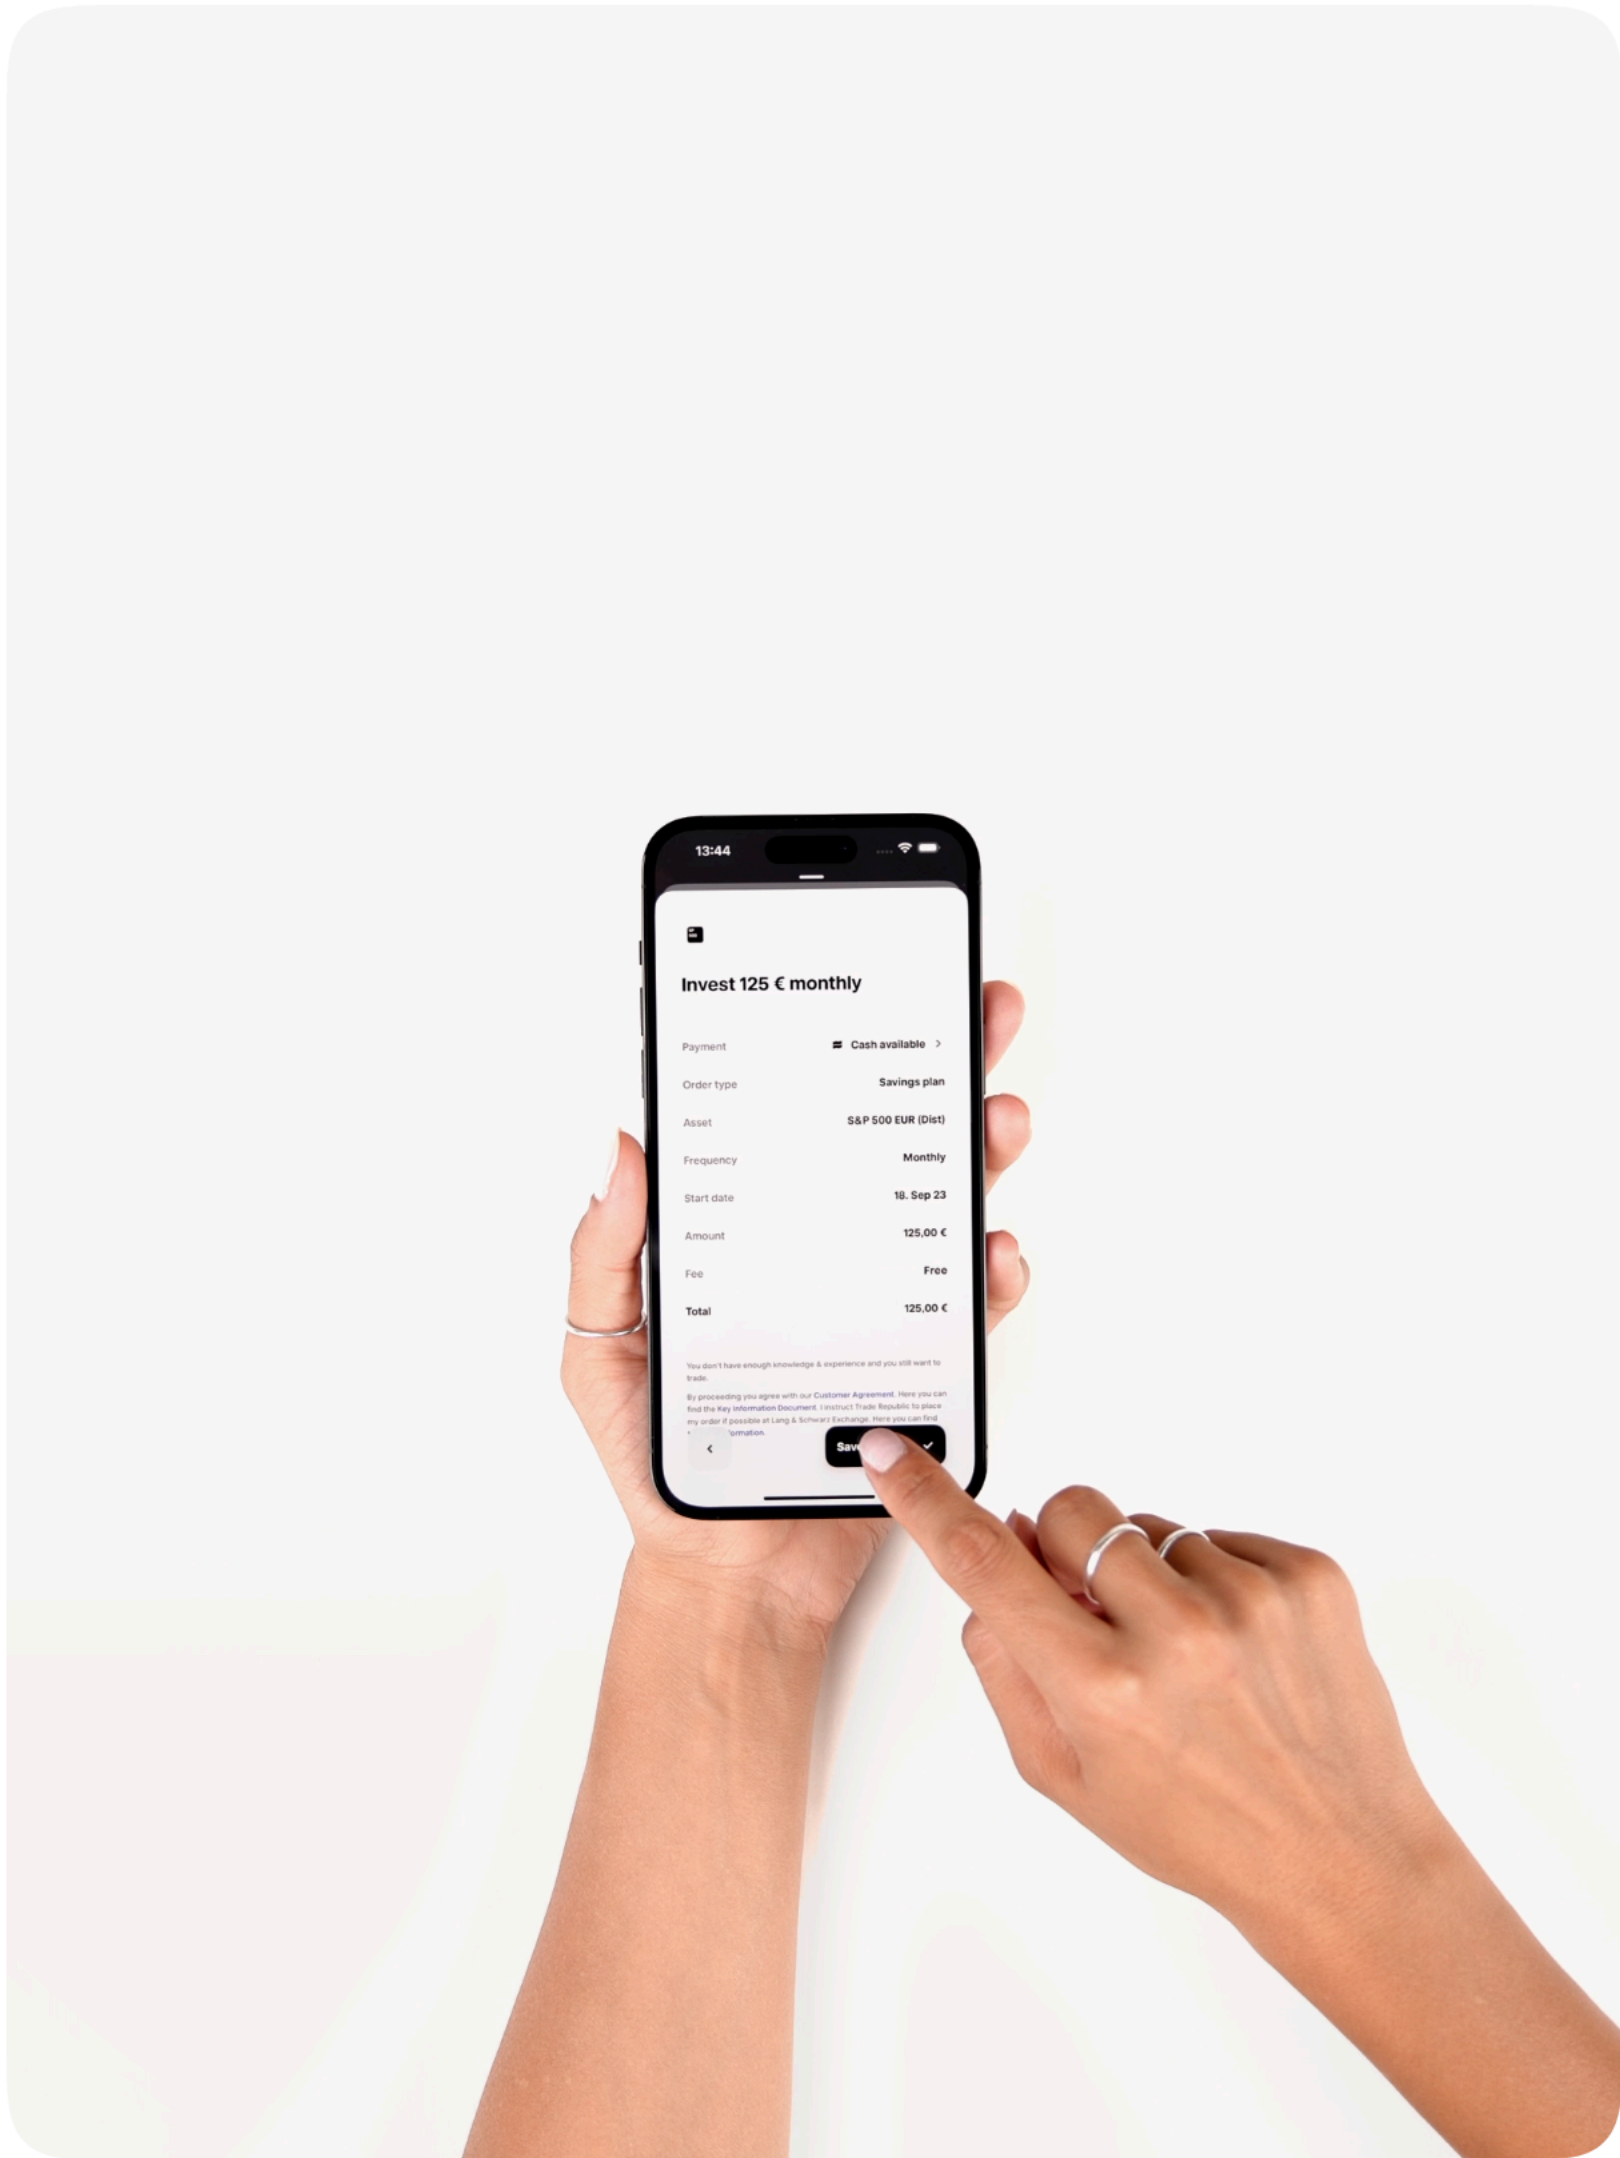 13:44
Invest 125 € monthly
Payment Cash available
Order type Savings plan
Asset S&P 500 EUR (Dist)
Frequency Monthly
Start date 18. Sep 23
Amount 125,00 €
Fee Free
Total 125,00 €
You don't have enough knowledge & experience and you still want to
trade.
By proceeding you agree with our Customer Agreement. Here you can
find the Key Information Document. I instruct Trade Republic to place
my order if possible at Lang & Schwarz Exchange. Here you can find